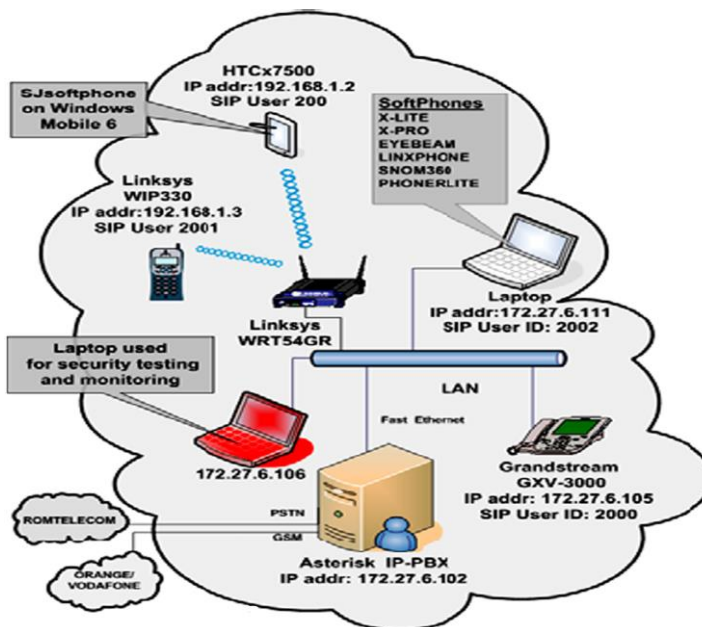 HTCx7500
IP addr:192.168.1.2
SIP User 200
SJsoftphone
on Windows
Mobile 6
SoftPhones
X-LITE
X-PRO
EYEBEAM
LINXPHONE
SNOM360
PHONERLITE
Linksys
WIP330
IP addr:192.168.1.3
SIP User 2001
Linksys
WRT54GR
Laptop
IP addr:172.27.6.111
SIP User ID: 2002
Laptop used
for security testing
and monitoring
LAN
Fast Ethernet
172.27.6.106
Grandstream
GXV-3000
IP addr: 172.27.6.105
SIP User ID: 2000
ROMTELECOM
PSTN
GSM
ORANGE/
VODAFONE
Asterisk IP-PBX
IP addr: 172.27.6.102